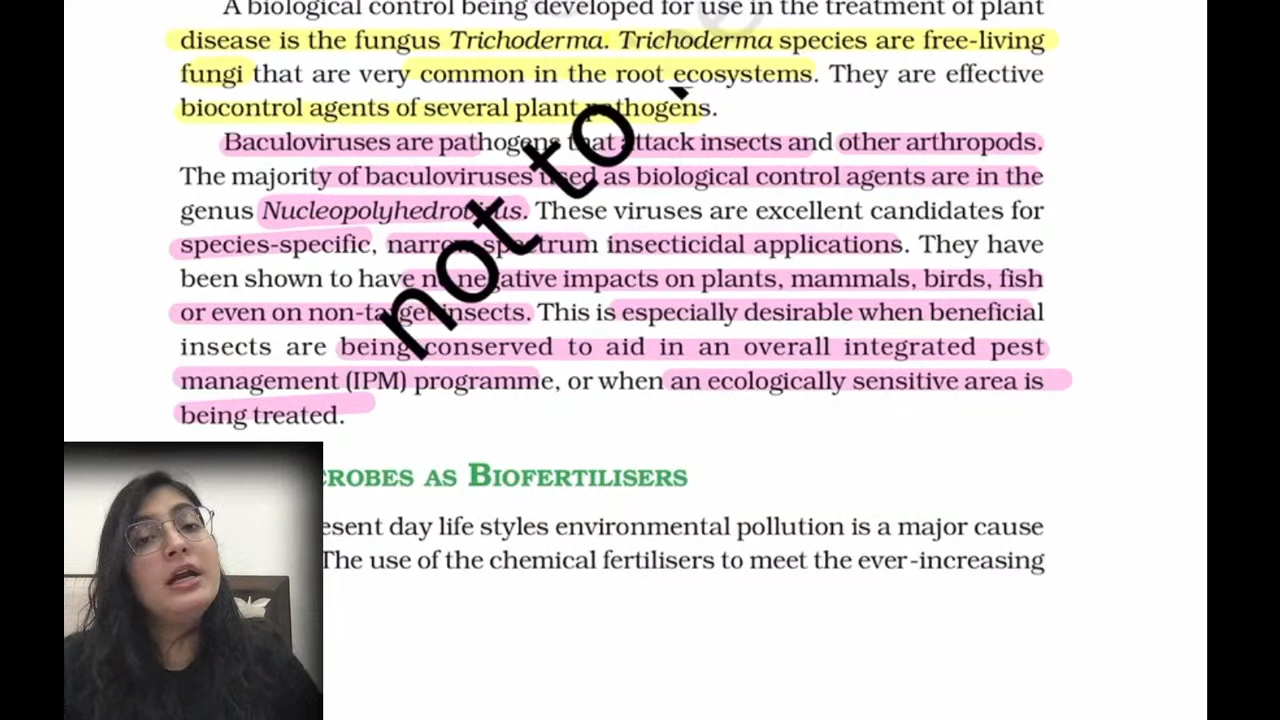 A biological control being developed for use in the treatment of plant
disease is the fungus Trichoderma. Trichoderma species are free-living
fungi that are very common in the root ecosystems. They are effective
biocontrol agents of several plant pathogens.
Baculoviruses are pathogens that attack insects and other arthropods.
The majority of baculoviruses used as biological control agents are in the
genus Nucleopolyhedrovirus. These viruses are excellent candidates for
species-specific, narrow spectrum insecticidal applications. They have
been shown to have no negative impacts on plants, mammals, birds, fish
or even on non-target insects. This is especially desirable when beneficial
insects are being conserved to aid in an overall integrated pest
management (IPM) programme, or when an ecologically sensitive area is
being treated.
not to
CROBES AS BIOFERTILISERS
esent day life styles environmental pollution is a major cause
The use of the chemical fertilisers to meet the ever-increasing